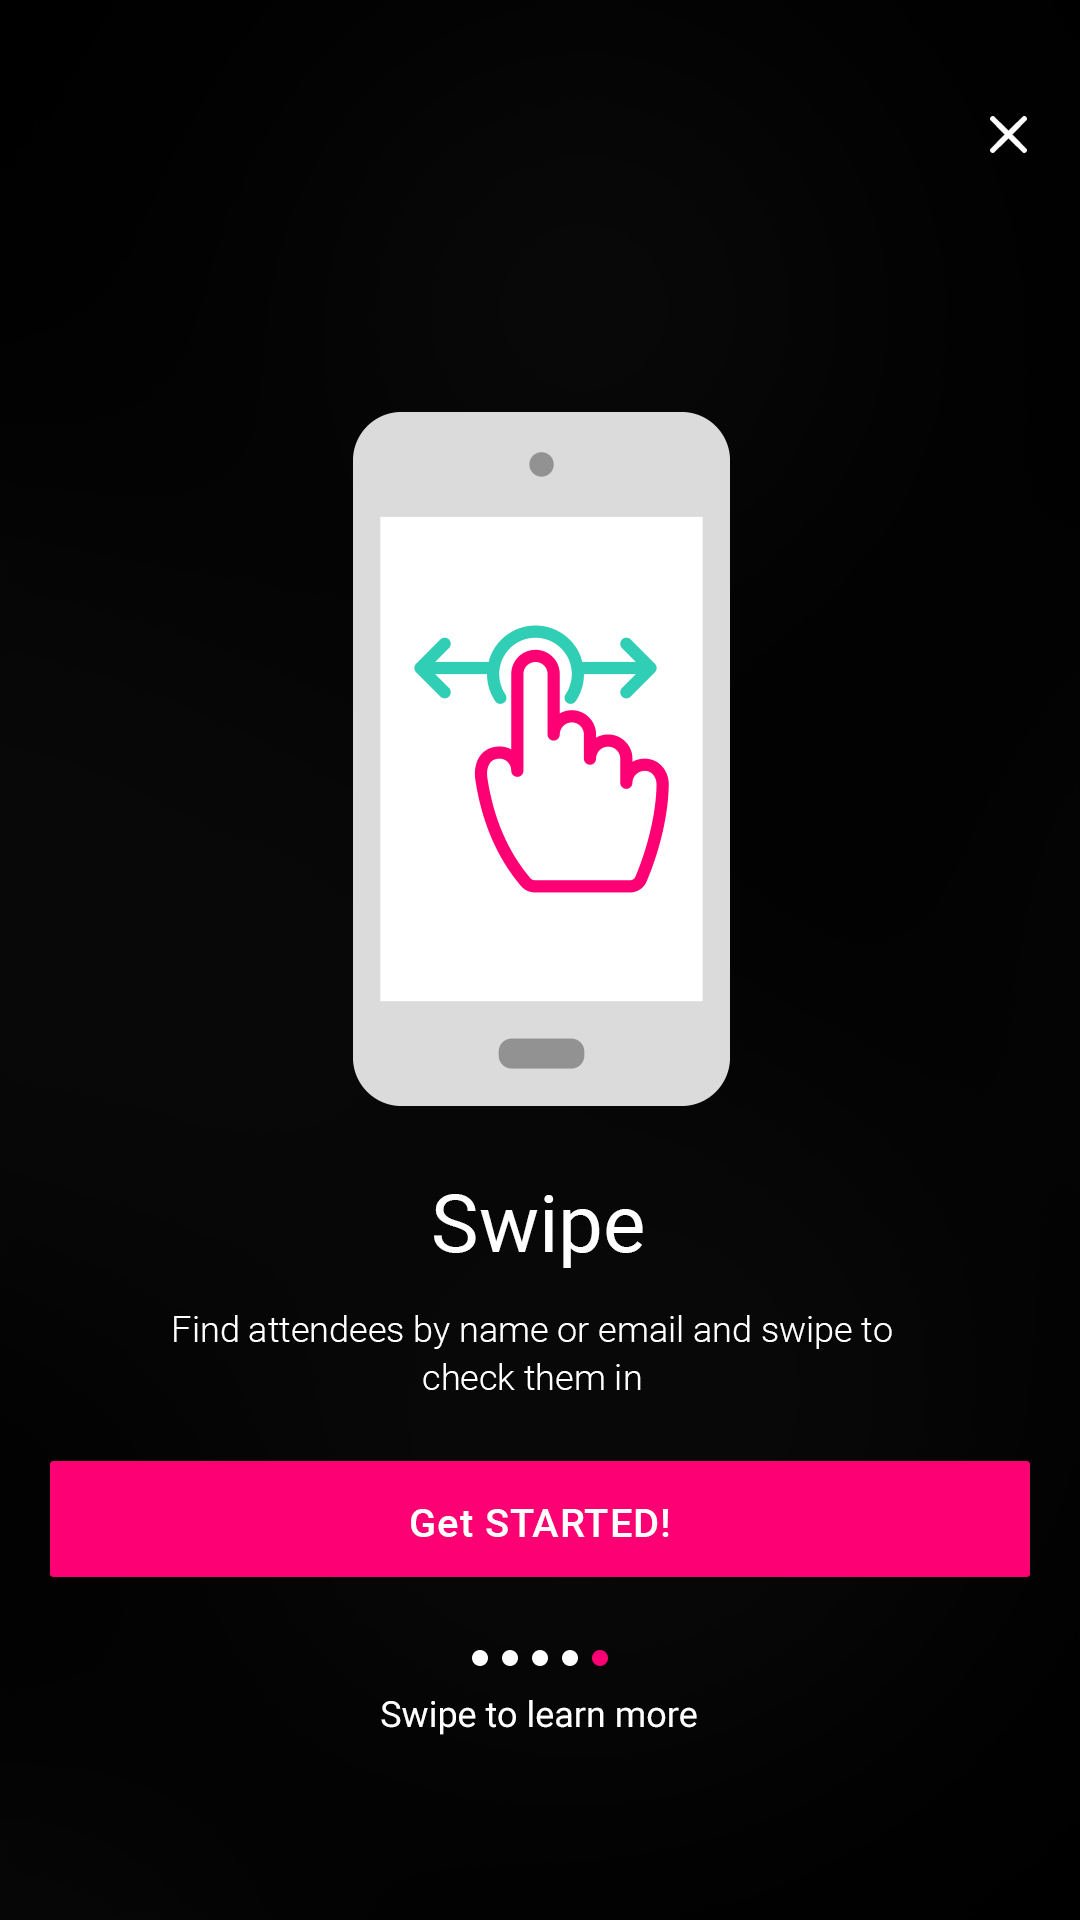 Swipe
Find attendees by name or email and swipe to
check them in
Get STARTED!
Swipe to learn more